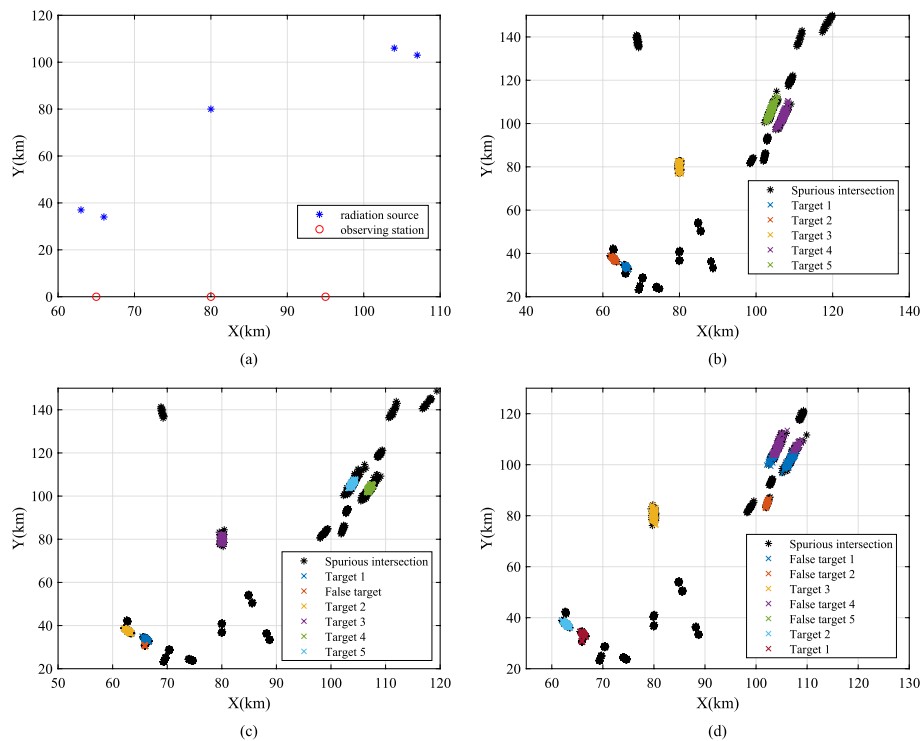 120
100
80
60
40
20
0
60
70
80
90
100
110
Y(km)
X(km)
radiation source
observing station
(a)
140
120
100
80
60
40
20
40
60
80
100
120
140
Y(km)
X(km)
Spurious intersection
Target 1
Target 2
Target 3
Target 4
Target 5
(b)
140
120
100
80
60
40
20
50
60
70
80
90
100
110
120
Y(km)
X(km)
Spurious intersection
Target 1
False target
Target 2
Target 3
Target 4
Target 5
(c)
120
100
80
60
40
20
60
70
80
90
100
110
120
130
Y(km)
X(km)
Spurious intersection
False target 1
False target 2
Target 3
False target 4
False target 5
Target 2
Target 1
(d)